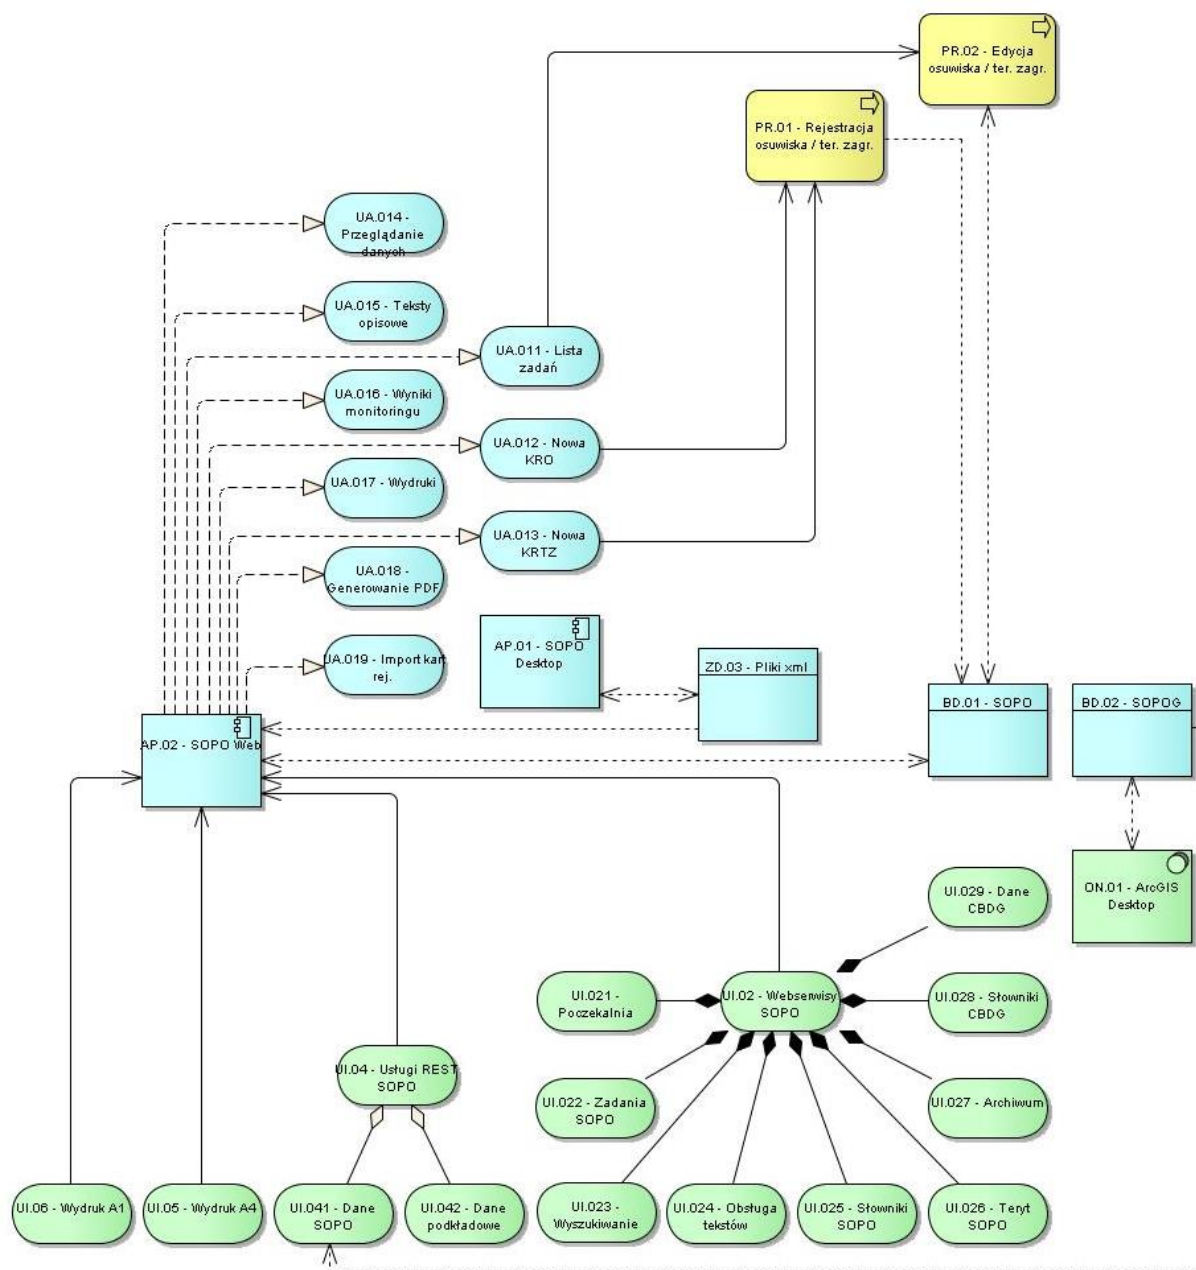 PR.02 - Edycja
osuwiska / ter. zagr.
PR.01 - Rejestracja
osuwiska / ter. zagr.
UA.014 -
Przeglądanie
danych
UA.015 - Teksty
opisowe
UA.011 - Lista
zadań
UA.016 - Wyniki
monitoringu
UA.012 - Nowa
KRO
UA.017 - Wydruki
UA.013 - Nowa
KRTZ
UA.018 -
Generowanie PDF
AP.01 - SOPO
Desktop
UA.019 - Import kart
rej.
ZD.03 - Pliki xml
BD.01 - SOPO
BD.02 - SOPOG
AP.02 - SOPO Web
ON.01 - ArcGIS
Desktop
UI.029 - Dane
CBDG
UI.021 -
Poczekalnia
UI.02 - Webserwisy
SOPO
UI.028 - Słowniki
CBDG
UI.04 - Usługi REST
SOPO
UI.022 - Zadania
SOPO
UI.027 - Archiwum
UI.06 - Wydruk A1
UI.05 - Wydruk A4
UI.041 - Dane
SOPO
UI.042 - Dane
podkładowe
UI.023 -
Wyszukiwanie
UI.024 - Obsługa
tekstów
UI.025 - Słowniki
SOPO
UI.026 - Teryt
SOPO